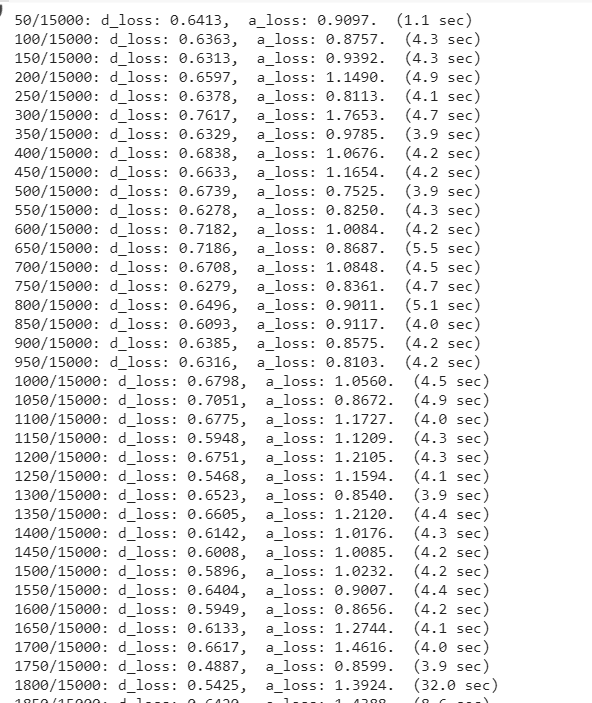 50/15000: d_loss: 0.6413,  a_loss: 0.9097.  (1.1 sec)
100/15000: d_loss: 0.6363,  a_loss: 0.8757.  (4.3 sec)
150/15000: d_loss: 0.6313,  a_loss: 0.9392.  (4.3 sec)
200/15000: d_loss: 0.6597,  a_loss: 1.1490.  (4.9 sec)
250/15000: d_loss: 0.6378,  a_loss: 0.8113.  (4.1 sec)
300/15000: d_loss: 0.7617,  a_loss: 1.7653.  (4.7 sec)
350/15000: d_loss: 0.6329,  a_loss: 0.9785.  (3.9 sec)
400/15000: d_loss: 0.6838,  a_loss: 1.0676.  (4.2 sec)
450/15000: d_loss: 0.6633,  a_loss: 1.1654.  (4.2 sec)
500/15000: d_loss: 0.6739,  a_loss: 0.7525.  (3.9 sec)
550/15000: d_loss: 0.6278,  a_loss: 0.8250.  (4.3 sec)
600/15000: d_loss: 0.7182,  a_loss: 1.0084.  (4.2 sec)
650/15000: d_loss: 0.7186,  a_loss: 0.8687.  (5.5 sec)
700/15000: d_loss: 0.6708,  a_loss: 1.0848.  (4.5 sec)
750/15000: d_loss: 0.6279,  a_loss: 0.8361.  (4.7 sec)
800/15000: d_loss: 0.6496,  a_loss: 0.9011.  (5.1 sec)
850/15000: d_loss: 0.6093,  a_loss: 0.9117.  (4.0 sec)
900/15000: d_loss: 0.6385,  a_loss: 0.8575.  (4.2 sec)
950/15000: d_loss: 0.6316,  a_loss: 0.8103.  (4.2 sec)
1000/15000: d_loss: 0.6798,  a_loss: 1.0560.  (4.5 sec)
1050/15000: d_loss: 0.7051,  a_loss: 0.8672.  (4.9 sec)
1100/15000: d_loss: 0.6775,  a_loss: 1.1727.  (4.0 sec)
1150/15000: d_loss: 0.5948,  a_loss: 1.1209.  (4.3 sec)
1200/15000: d_loss: 0.6751,  a_loss: 1.2105.  (4.3 sec)
1250/15000: d_loss: 0.5468,  a_loss: 1.1594.  (4.1 sec)
1300/15000: d_loss: 0.6523,  a_loss: 0.8540.  (3.9 sec)
1350/15000: d_loss: 0.6605,  a_loss: 1.2120.  (4.4 sec)
1400/15000: d_loss: 0.6142,  a_loss: 1.0176.  (4.3 sec)
1450/15000: d_loss: 0.6008,  a_loss: 1.0085.  (4.2 sec)
1500/15000: d_loss: 0.5896,  a_loss: 1.0232.  (4.2 sec)
1550/15000: d_loss: 0.6404,  a_loss: 0.9007.  (4.4 sec)
1600/15000: d_loss: 0.5949,  a_loss: 0.8656.  (4.2 sec)
1650/15000: d_loss: 0.6133,  a_loss: 1.2744.  (4.1 sec)
1700/15000: d_loss: 0.6617,  a_loss: 1.4616.  (4.0 sec)
1750/15000: d_loss: 0.4887,  a_loss: 0.8599.  (3.9 sec)
1800/15000: d_loss: 0.5425,  a_loss: 1.3924.  (32.0 sec)